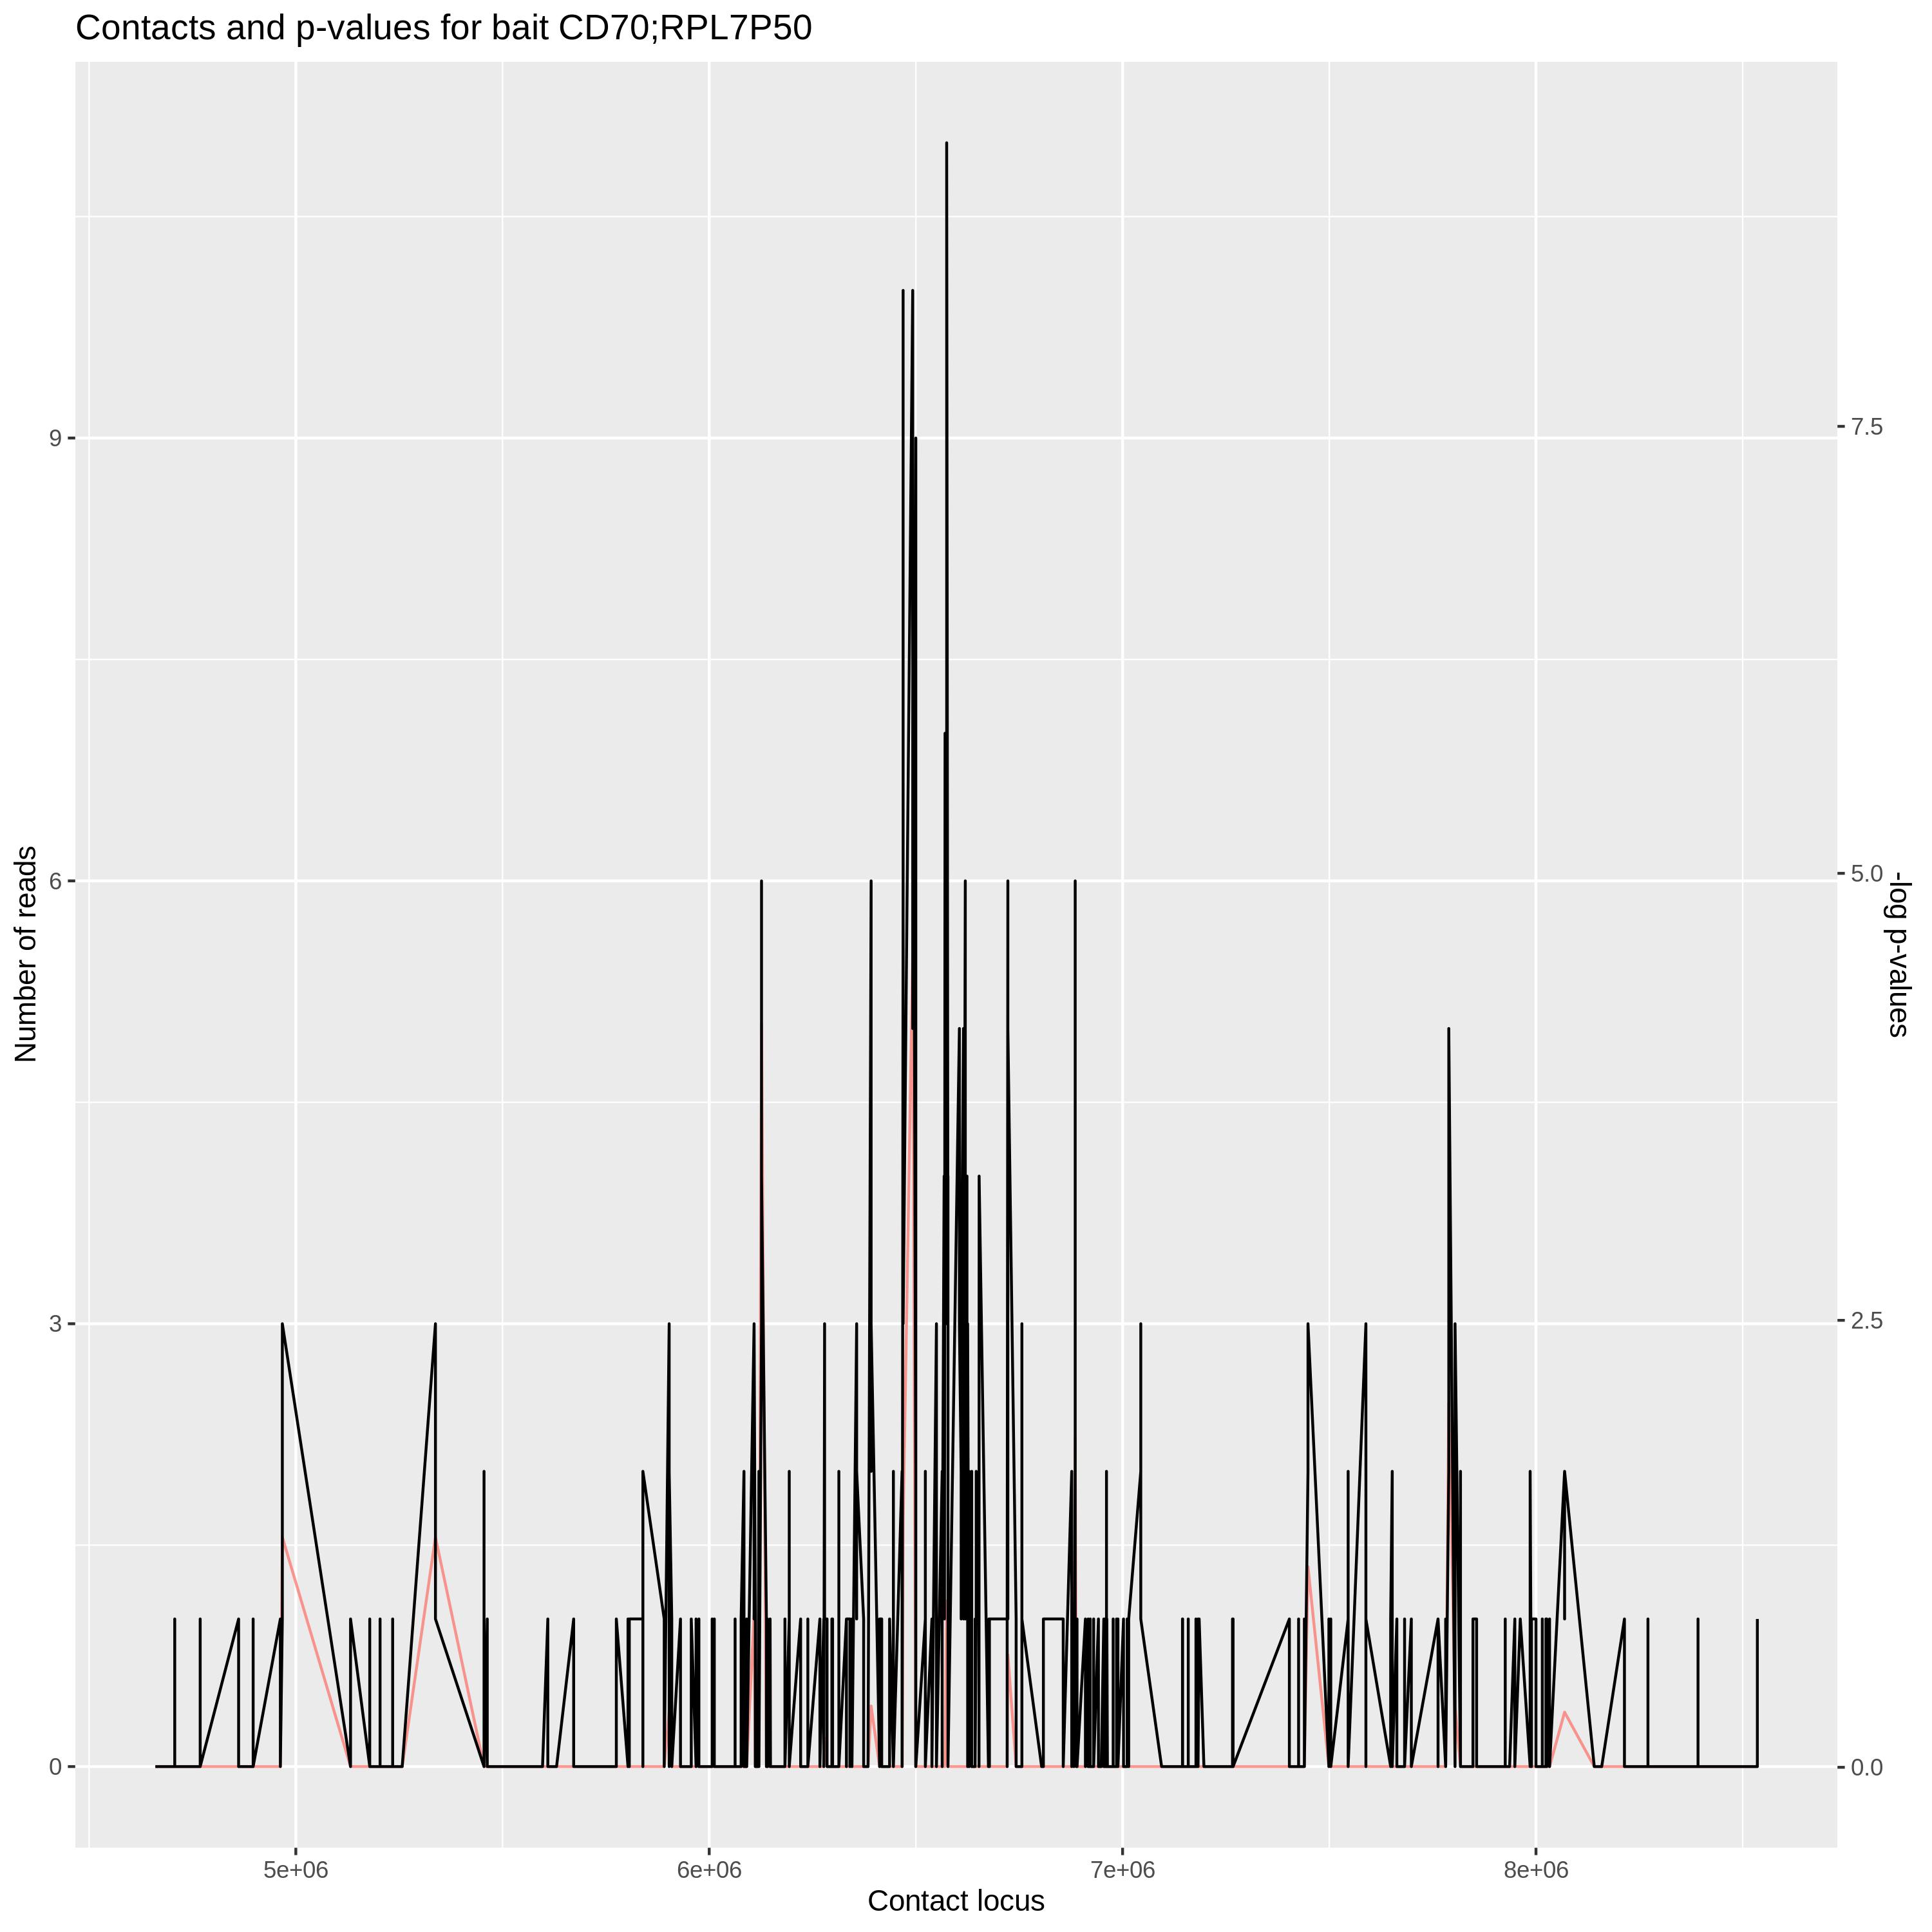 Contacts and p-values for bait CD70;RPL7P50
9
6
3
0
Number of reads
7.5
5.0
2.5
0.0
-log p-values
5e+06
6e+06
7e+06
8e+06
Contact locus